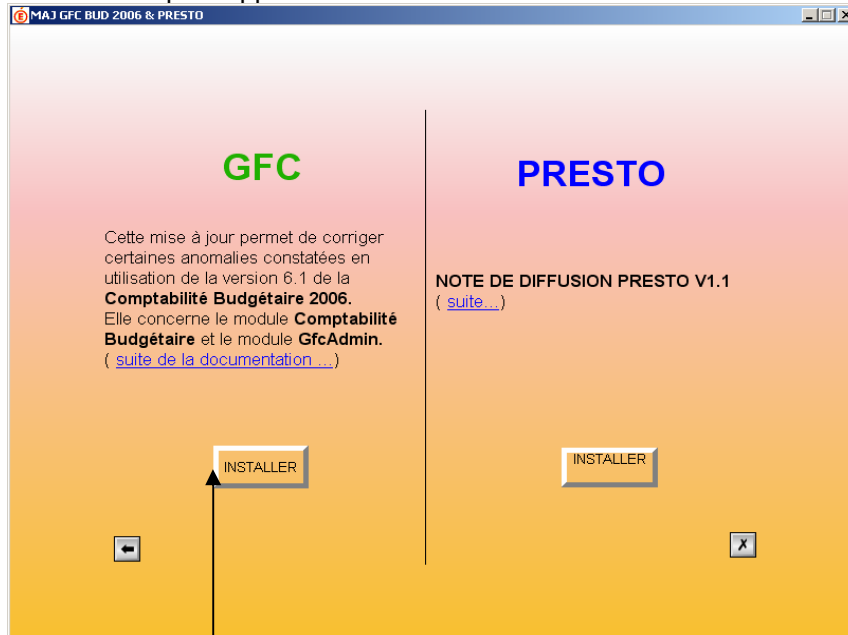 MAJ GFC BUD 2006 & PRESTO
GFC
Cette mise à jour permet de corriger
certaines anomalies constatées en
utilisation de la version 6.1 de la
Comptabilité Budgétaire 2006.
Elle concerne le module Comptabilité
Budgétaire et le module GfcAdmin.
( suite de la documentation ...)
INSTALLER
PRESTO
NOTE DE DIFFUSION PRESTO V1.1
( suite...)
INSTALLER